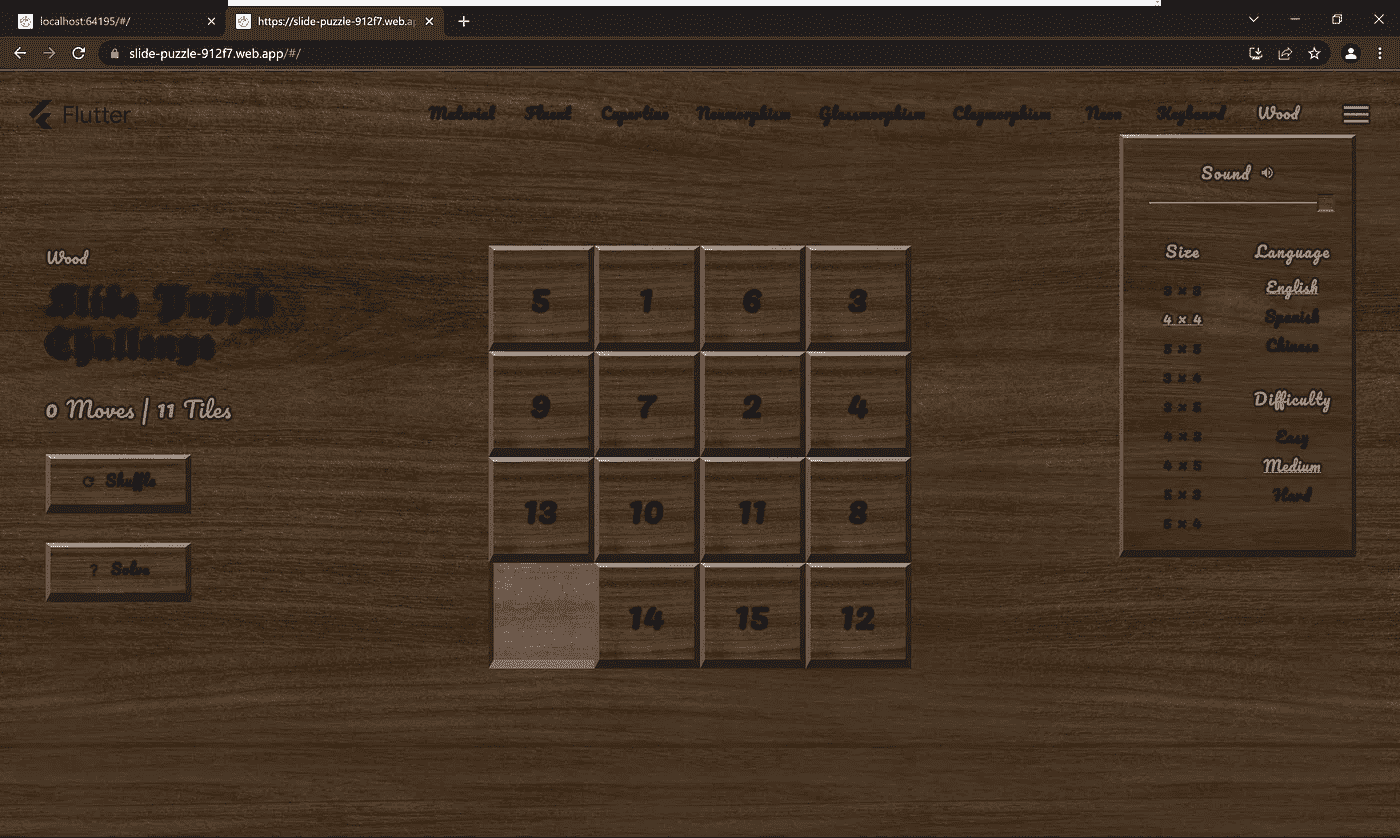 localhost:64195/#/
https://slide-puzzle-912f7.web.ap
slide-puzzle-912f7.web.app/#/
Flutter
Material Fluent Cupertino Neumorphism Glassmorphism Claymorphism Neon Keyboard Wood
Sound
Wood
Slide Puzzle
Challenge
0 Moves | 11 Tiles
Shuffle
? Solve
5 1 6 3
9 7 2 4
13 10 11 8
14 15 12
Size
3 × 3
4 × 4
5 × 5
3 × 4
3 × 5
4 × 3
4 × 5
5 × 3
5 × 4
Language
English
Spanish
Chinese
Difficulty
Easy
Medium
Hard